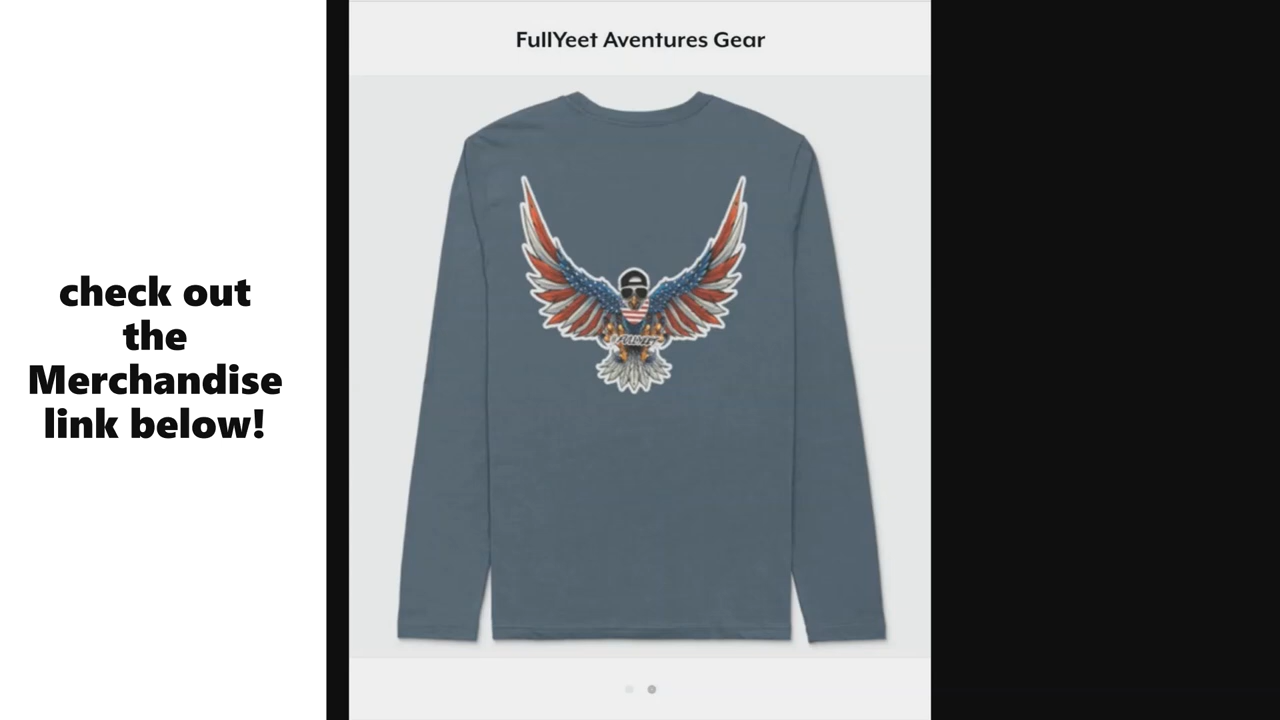 check out
the
Merchandise
link below!
FullYeet Aventures Gear